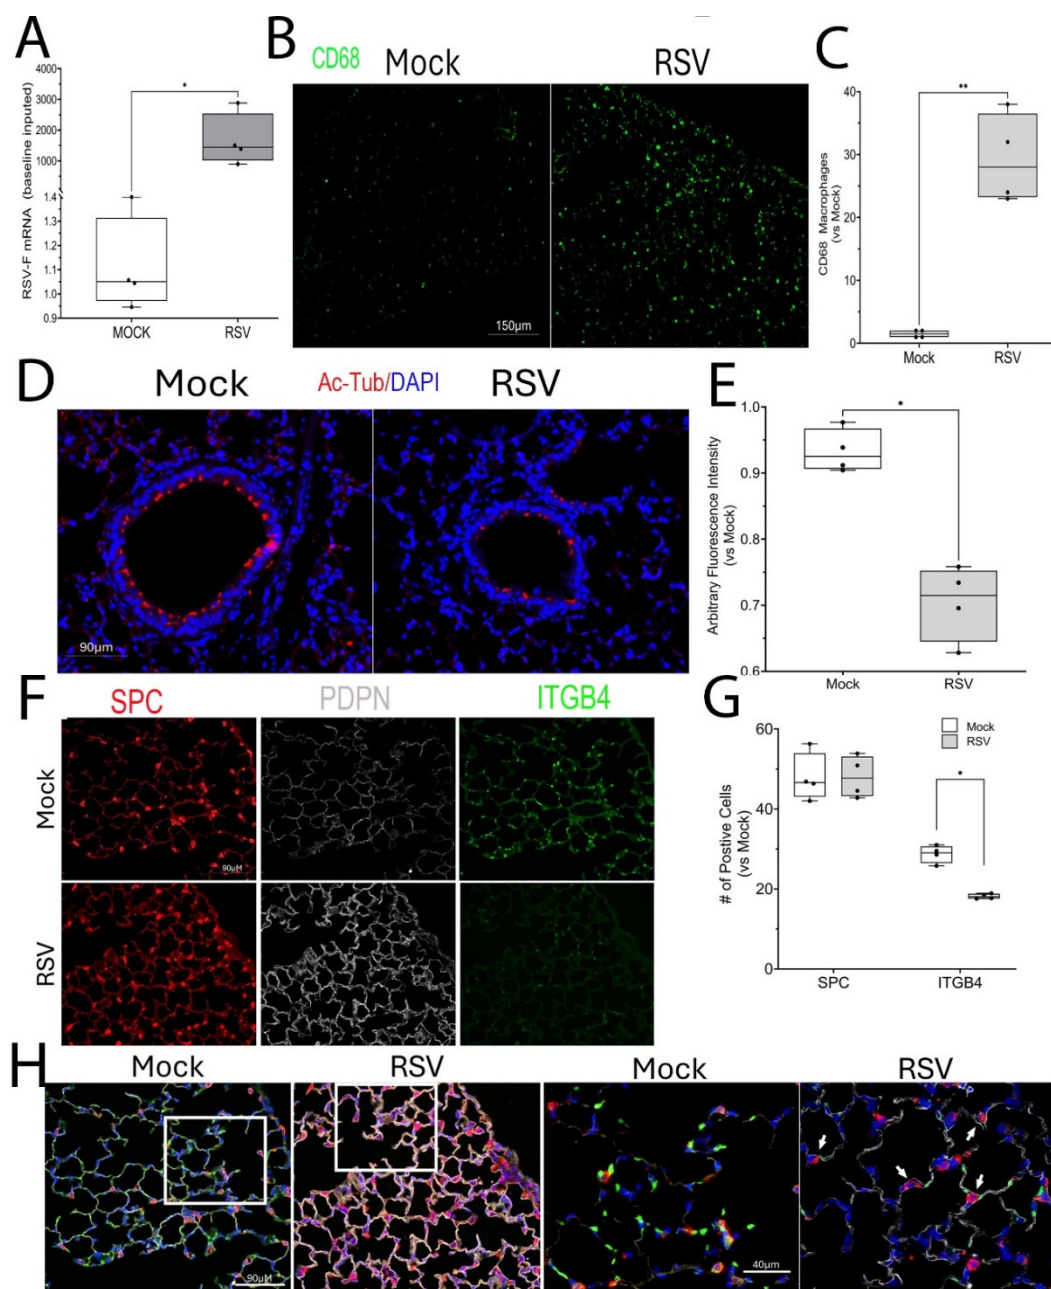 A
RSV-F mRNA (baseline inputed)
4000
3000
2000
1000
1.4
1.3
1.2
1.1
1.0
0.9
*
MOCK
RSV
B
CD68
Mock
RSV
150µm
C
CD68 Macrophages
(vs Mock)
40
30
20
10
0
**
Mock
RSV
D
Mock
Ac-Tub/DAPI
RSV
90µm
E
Arbitrary Fluorescence Intensity
(vs Mock)
1.0
0.9
0.8
0.7
0.6
*
Mock
RSV
F
SPC
PDPN
ITGB4
Mock
90µM
RSV
G
# of Postive Cells
(vs Mock)
60
40
20
0
Mock
RSV
*
SPC
ITGB4
H
Mock
RSV
Mock
RSV
90µM
40µm